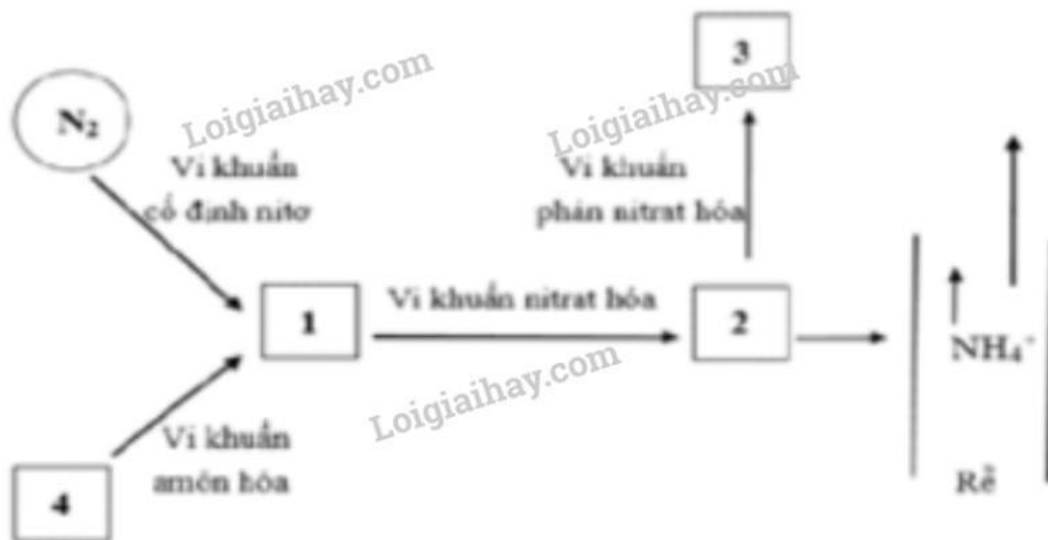 3
N₂
Loigiaihay.com
Loigiaihay.com
Vi khuẩn
cố định nitơ
Vi khuẩn
phản nitrat hóa
1
Vi khuẩn nitrat hóa
2
NH₄⁺
Loigiaihay.com
Vi khuẩn
amôn hóa
4
Rễ